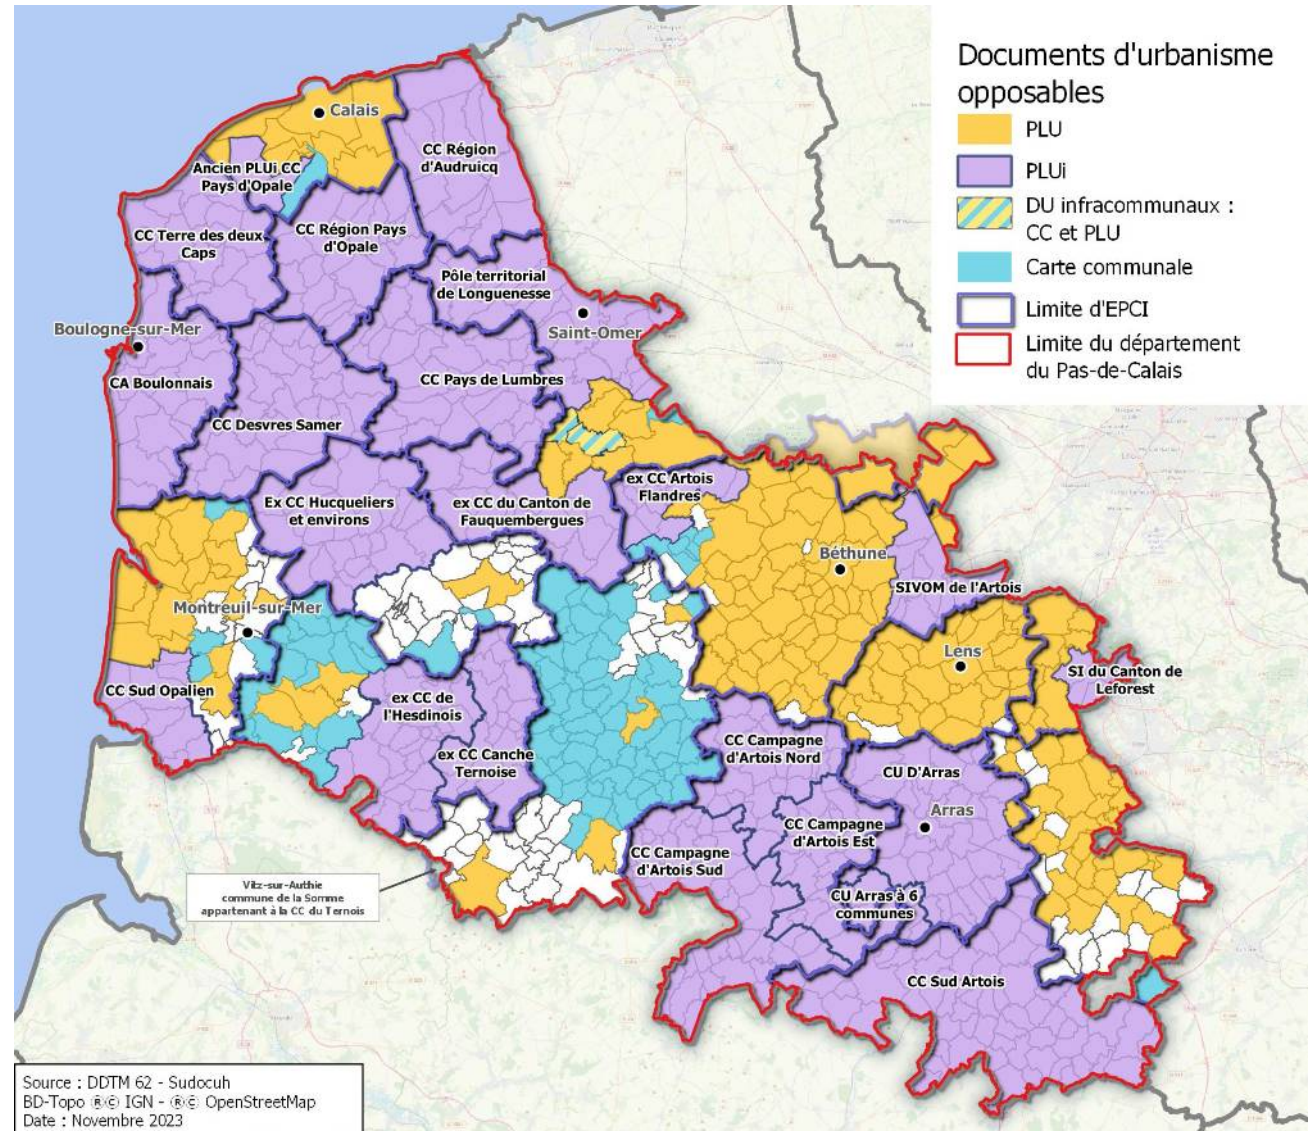 Documents d'urbanisme
opposables
PLU
PLUi
DU infracommunaux :
CC et PLU
Carte communale
Limite d'EPCI
Limite du département
du Pas-de-Calais
Calais
CC Région
d'Audruicq
Ancien PLUi CC
Pays d'Opale
CC Terre des deux
Caps
CC Région Pays
d'Opale
Pôle territorial
de Longuenesse
Saint-Omer
Boulogne-sur-Mer
CA Boulonnais
CC Pays de Lumbres
CC Desvres Samer
Ex CC Hucqueliers
et environs
ex CC du Canton de
Fauquembergues
ex CC Artois
Flandres
Béthune
SIVOM de l'Artois
Montreuil-sur-Mer
Lens
SI du Canton de
Leforest
CC Sud Opalien
ex CC de
l'Hesdinois
ex CC Canche
Ternoise
CC Campagne
d'Artois Nord
CU D'Arras
Arras
CC Campagne
d'Artois Est
CC Campagne
d'Artois Sud
CU Arras à 6
communes
CC Sud Artois
Vitz-sur-Authie
commune de la Somme
appartenant à la CC du Ternois
Source : DDTM 62 - Sudocuh
BD-Topo ®© IGN - ®© OpenStreetMap
Date : Novembre 2023